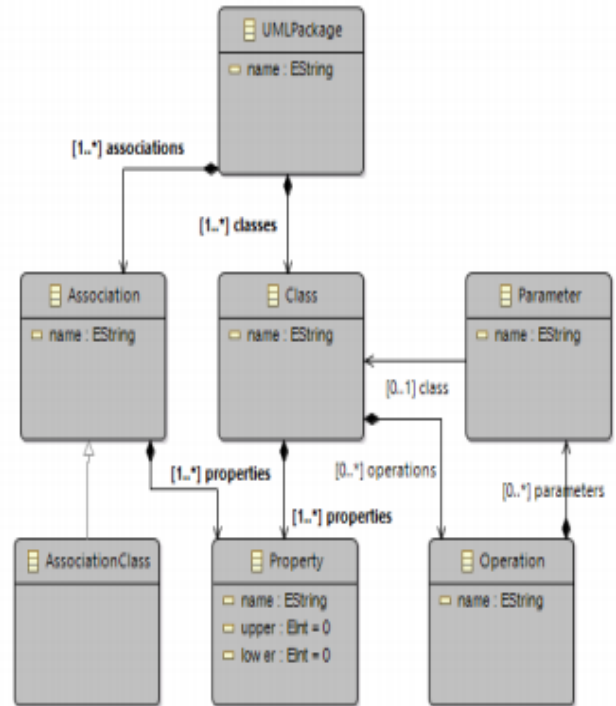 UMLPackage
name : EString
[1..*] associations
[1..*] classes
Association
name : EString
Class
name : EString
Parameter
name : EString
[0..1] class
[1..*] properties
[0..*] operations
[0..*] parameters
[1..*] properties
AssociationClass
Property
name : EString
upper : EInt = 0
lower : EInt = 0
Operation
name : EString